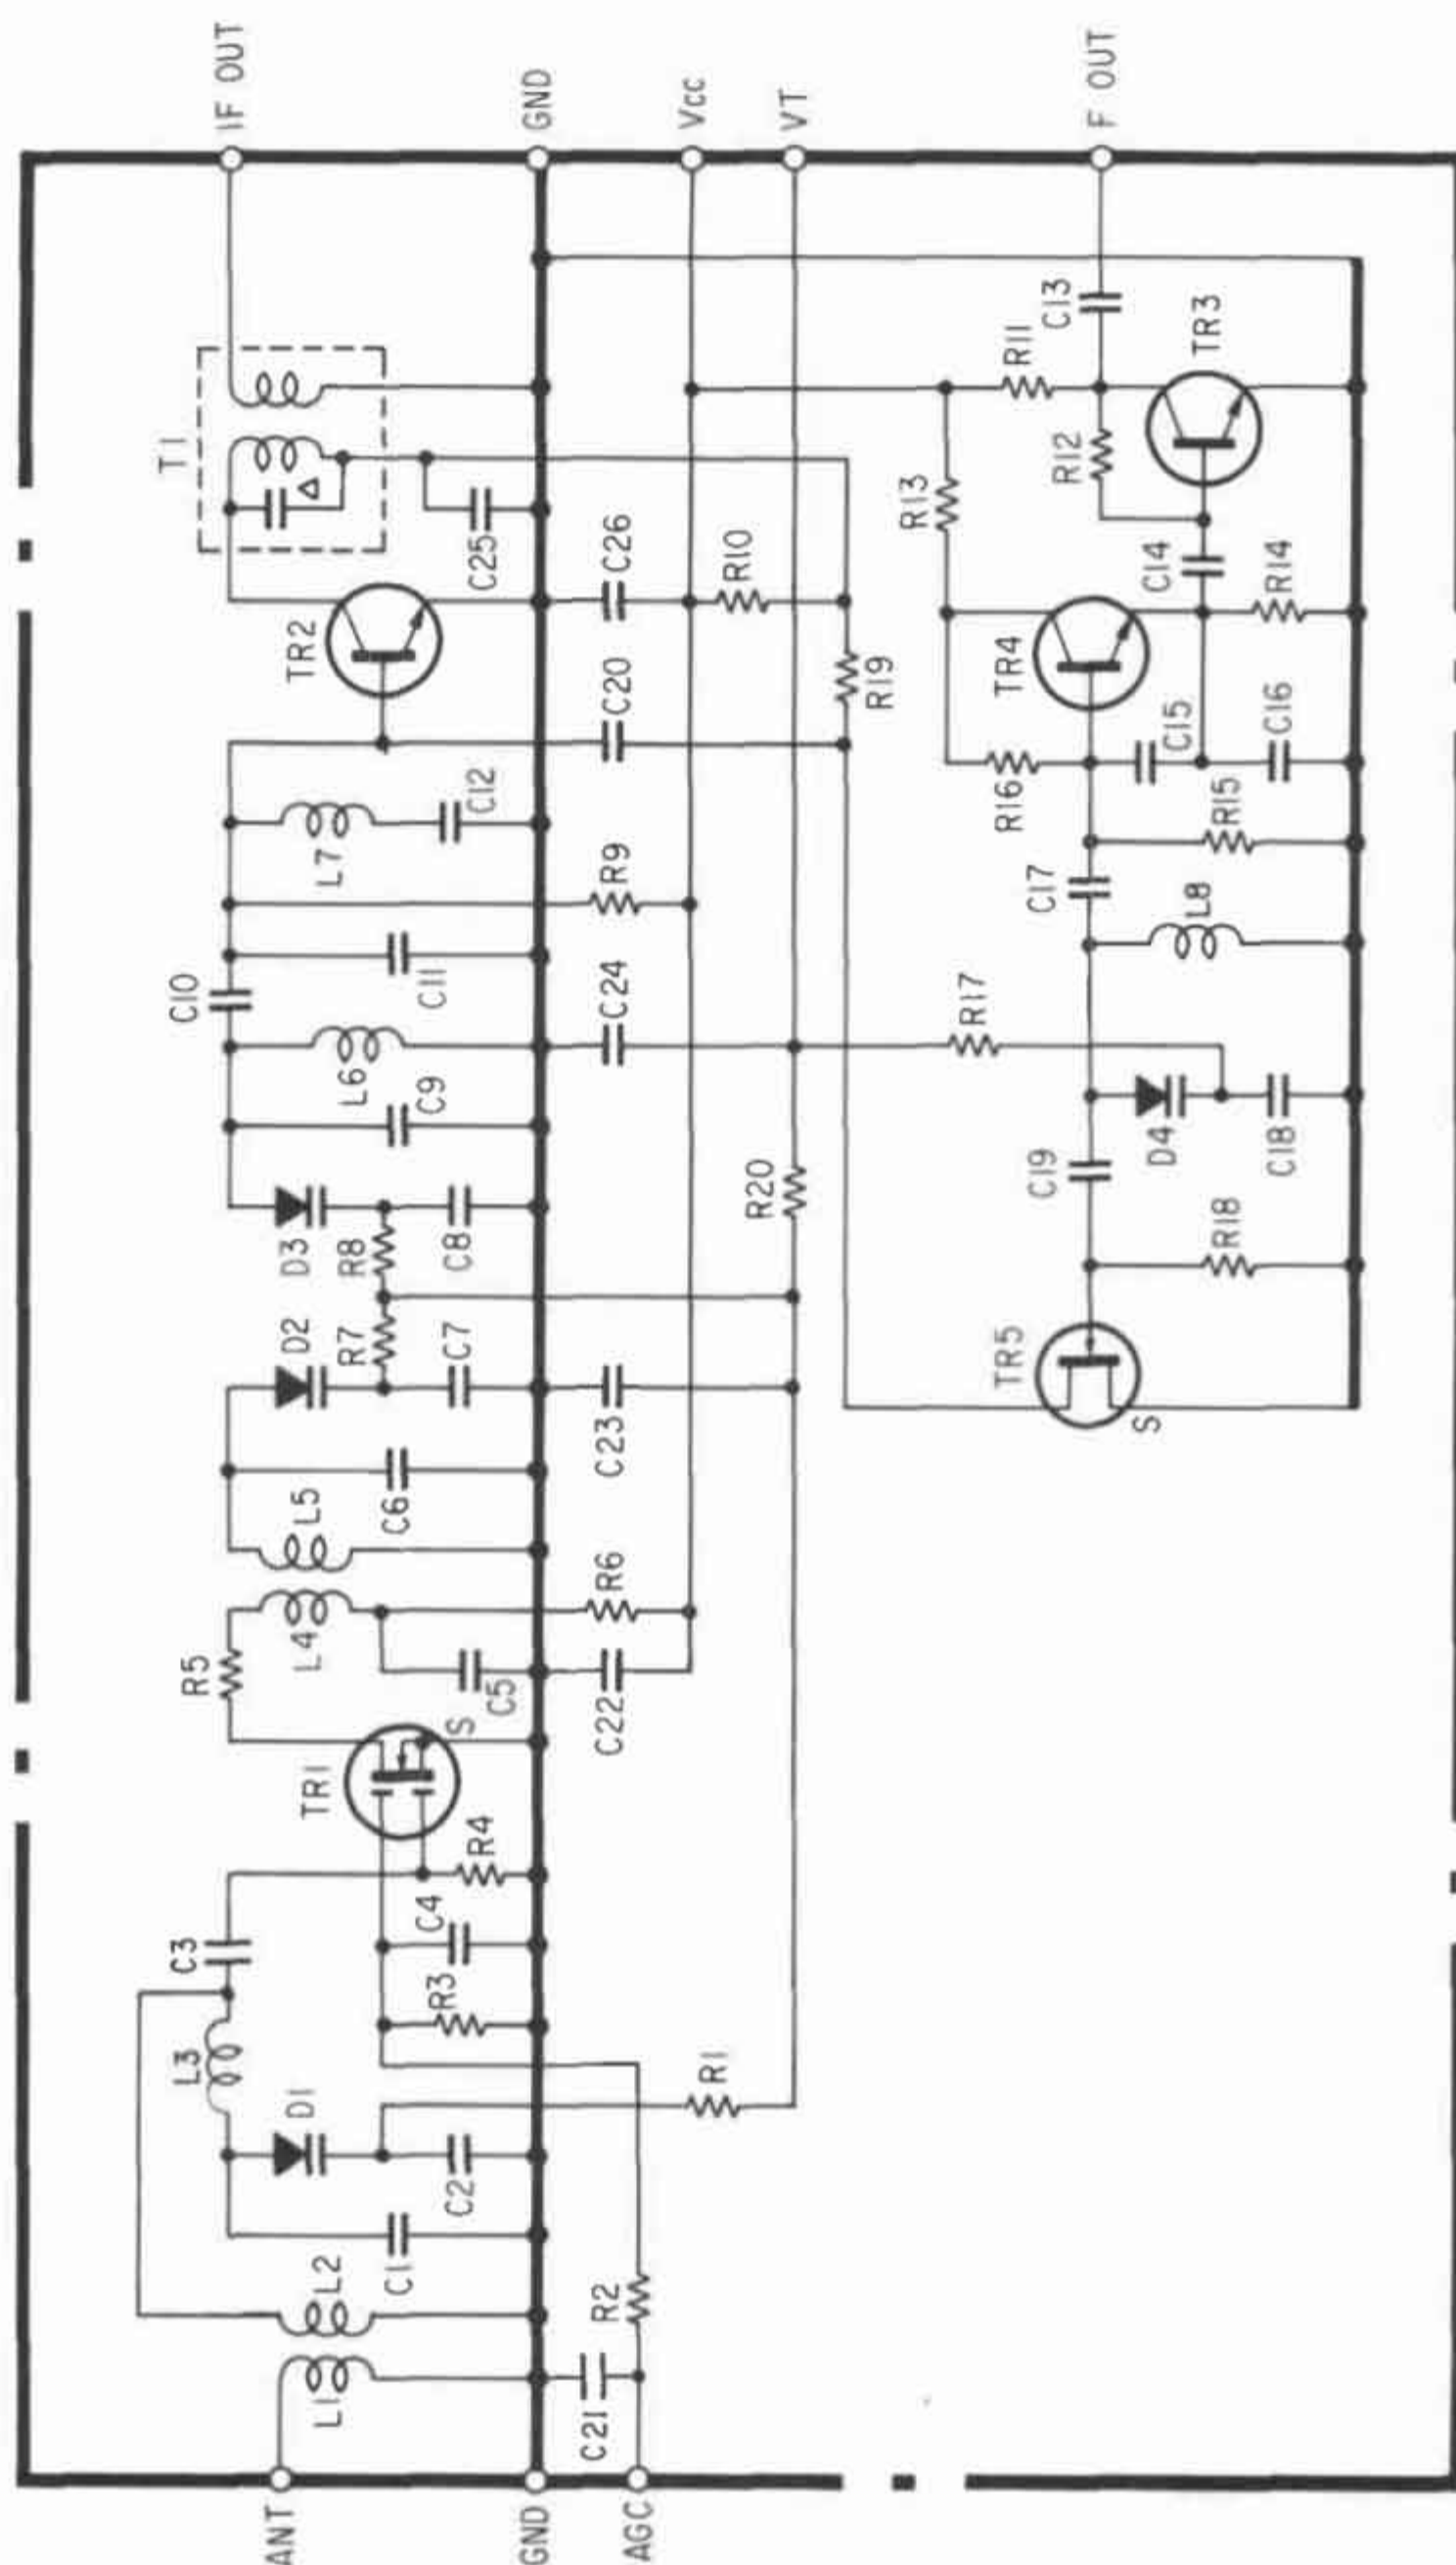 IF OUT
GND
Vcc
VT
F OUT
T1
Δ
C25
C26
R10
R11
C13
TR3
R12
R13
C14
R14
TR2
C20
R19
TR4
C15
C16
R16
R15
L7
C12
R9
C17
L8
C10
C11
C24
R17
L6
C9
R20
C19
D4
C18
D3
R8
C8
R18
D2
R7
C7
TR5
S
C23
C6
L5
R6
L4
R5
C5
C22
S
TR1
R4
C3
C4
R3
L3
R1
D1
C2
C1
L2
R2
L1
C21
ANT
GND
AGC